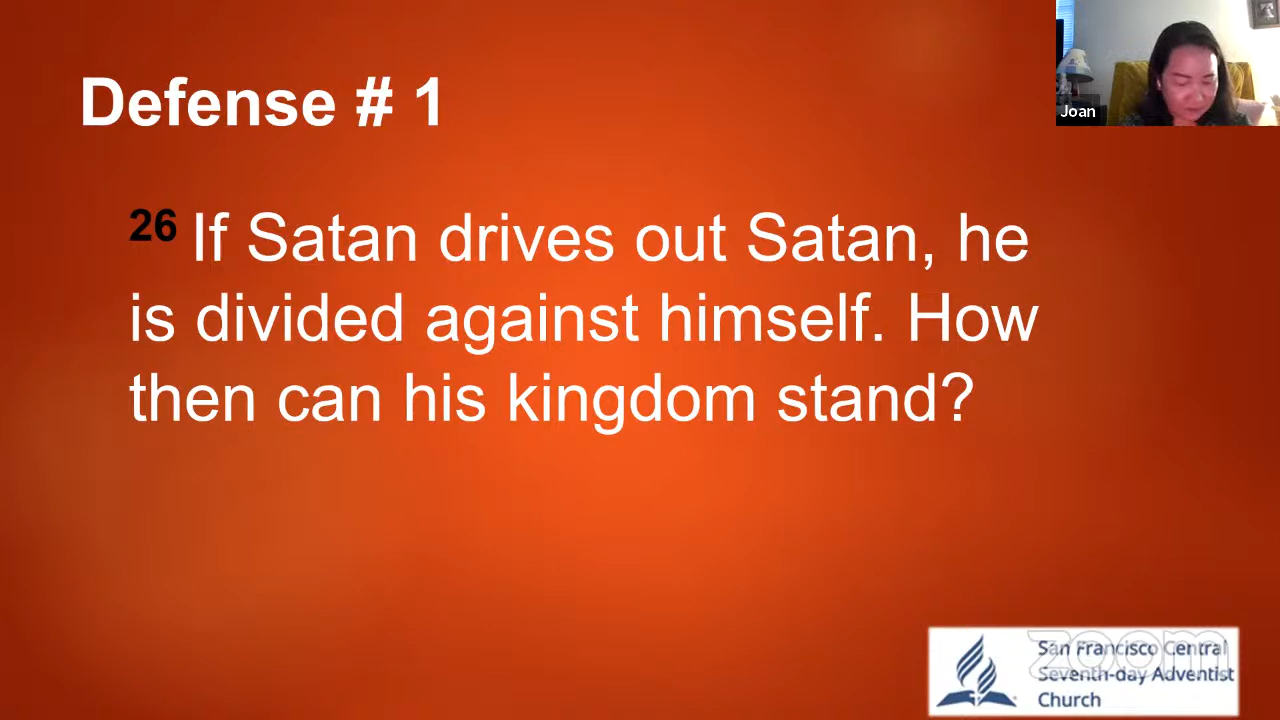 Defense # 1
Joan
26 If Satan drives out Satan, he
is divided against himself. How
then can his kingdom stand?
zoom
San Francisco Central
Seventh-day Adventist
Church